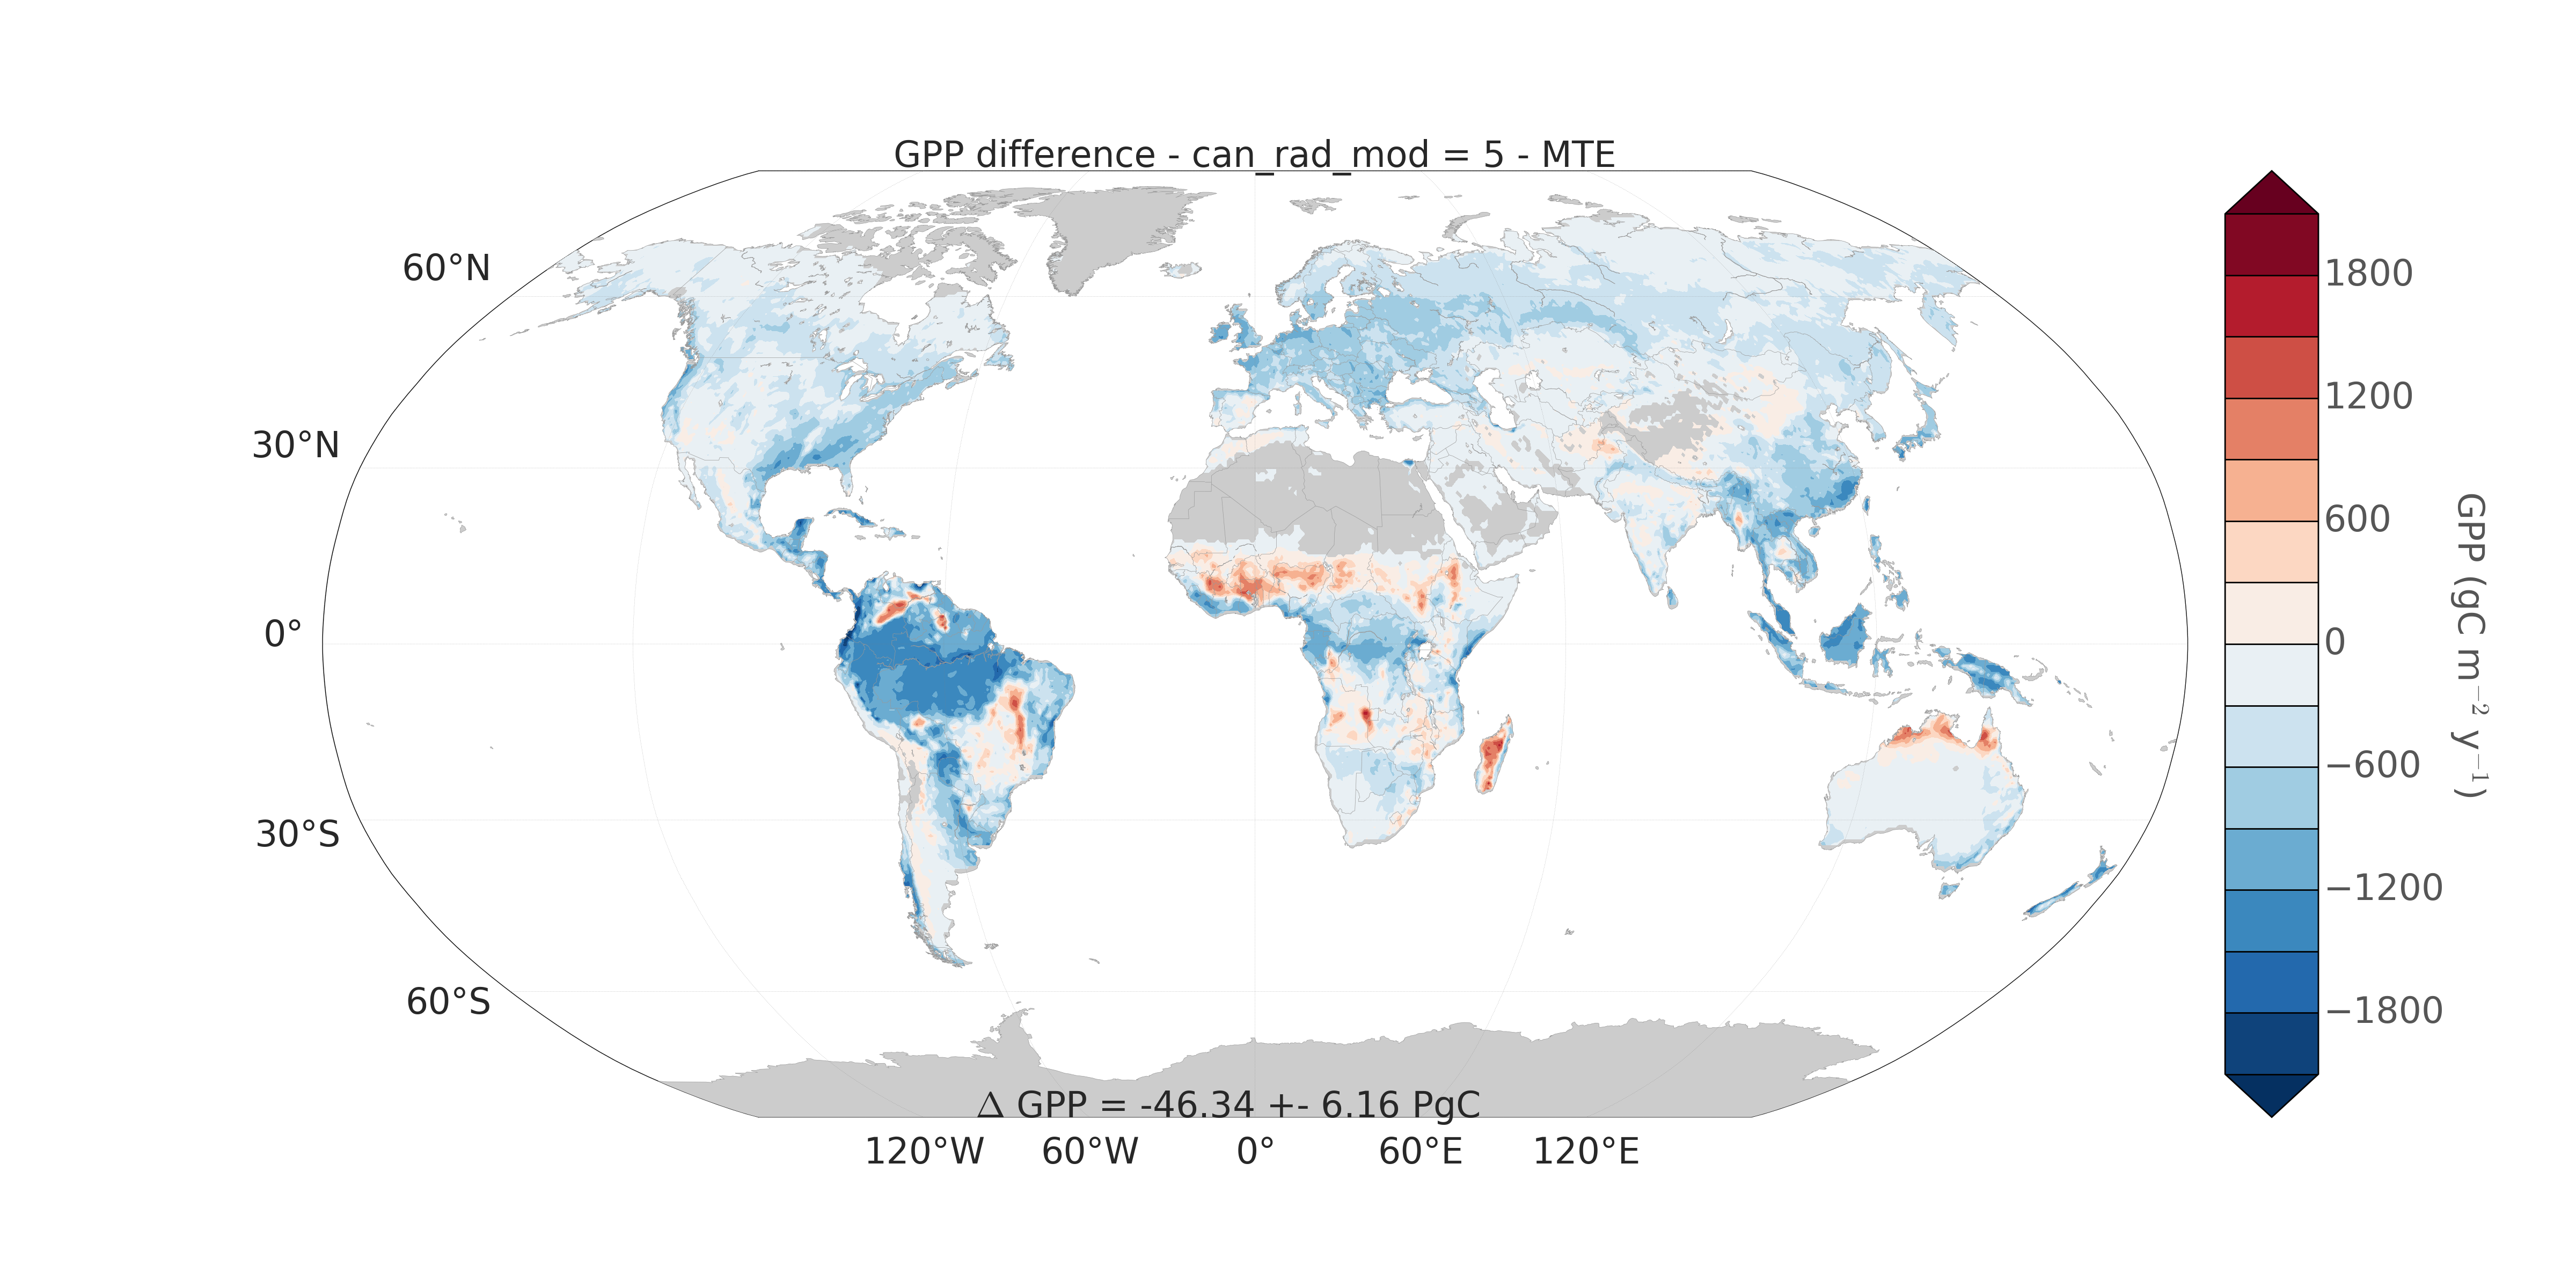 GPP difference - can_rad_mod = 5 - MTE
60°N
30°N
0°
30°S
60°S
120°W 60°W 0° 60°E 120°E
Δ GPP = -46.34 +- 6.16 PgC
1800
1200
600
0
−600
−1200
−1800
GPP (gC m⁻² y⁻¹)